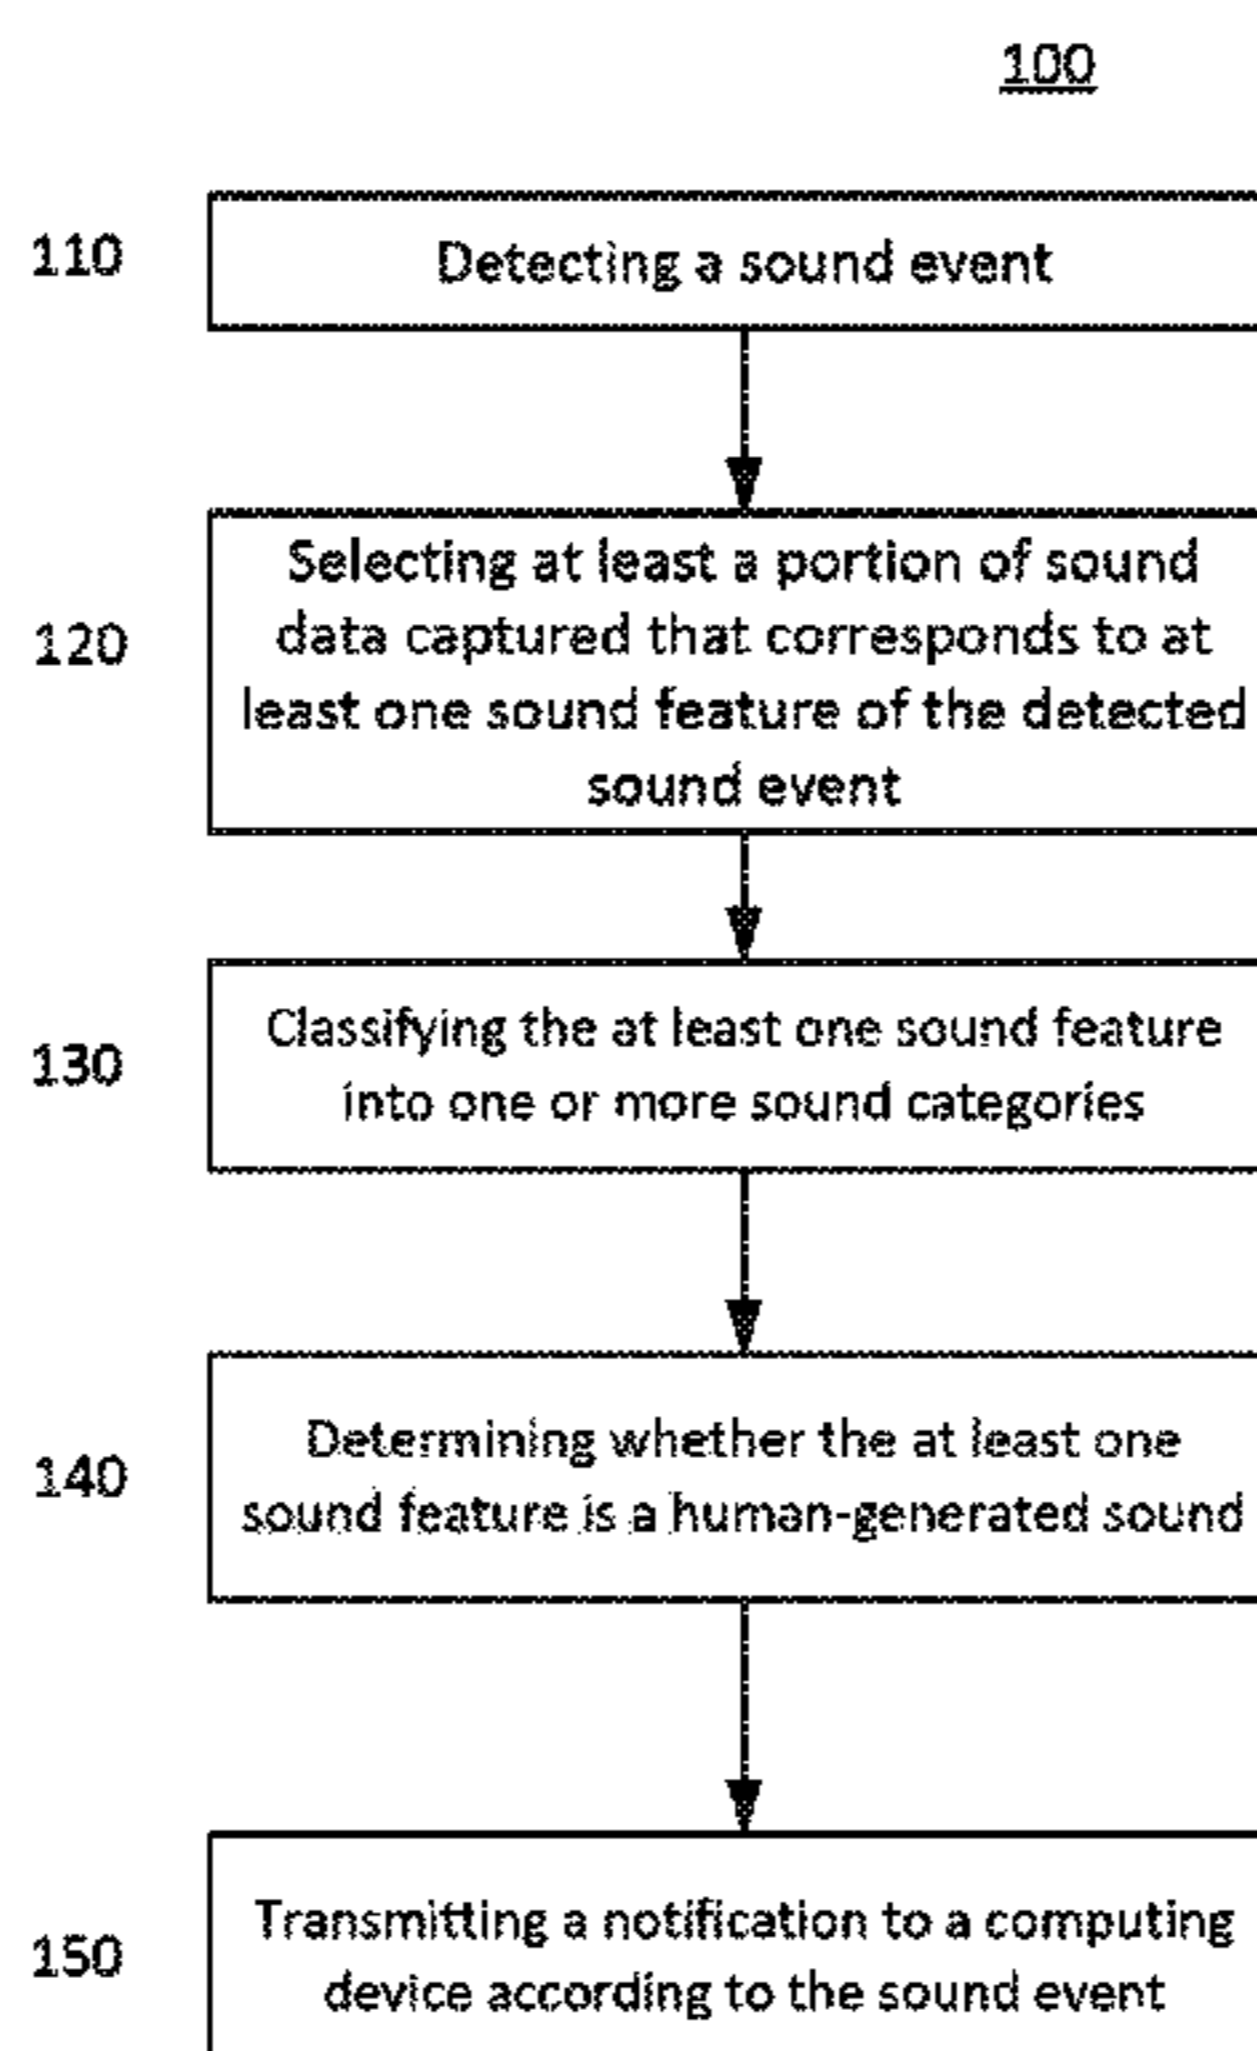 100
110
Detecting a sound event
120
Selecting at least a portion of sound
data captured that corresponds to at
least one sound feature of the detected
sound event
130
Classifying the at least one sound feature
into one or more sound categories
140
Determining whether the at least one
sound feature is a human-generated sound
150
Transmitting a notification to a computing
device according to the sound event